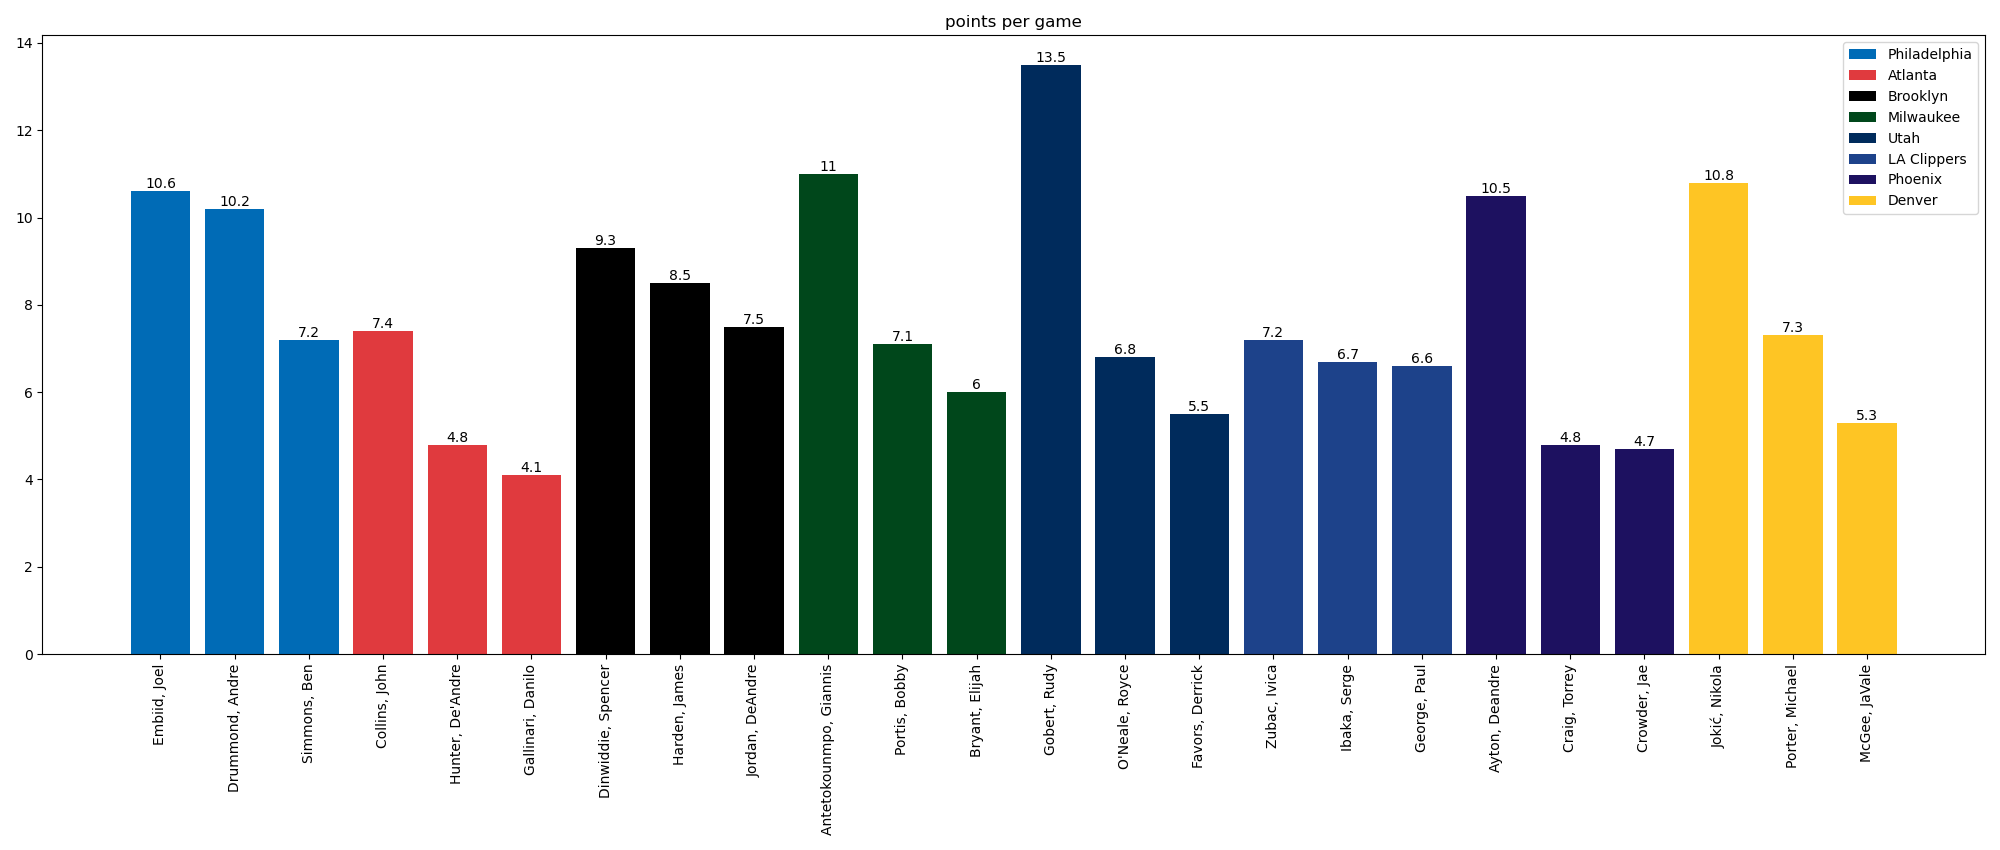 points per game
14
12
10
8
6
4
2
0
10.6
10.2
7.2
7.4
4.8
4.1
9.3
8.5
7.5
11
7.1
6
13.5
6.8
5.5
7.2
6.7
6.6
10.5
4.8
4.7
10.8
7.3
5.3
Philadelphia
Atlanta
Brooklyn
Milwaukee
Utah
LA Clippers
Phoenix
Denver
Embiid, Joel
Drummond, Andre
Simmons, Ben
Collins, John
Hunter, De'Andre
Gallinari, Danilo
Dinwiddie, Spencer
Harden, James
Jordan, DeAndre
Antetokounmpo, Giannis
Portis, Bobby
Bryant, Elijah
Gobert, Rudy
O'Neale, Royce
Favors, Derrick
Zubac, Ivica
Ibaka, Serge
George, Paul
Ayton, Deandre
Craig, Torrey
Crowder, Jae
Jokić, Nikola
Porter, Michael
McGee, JaVale